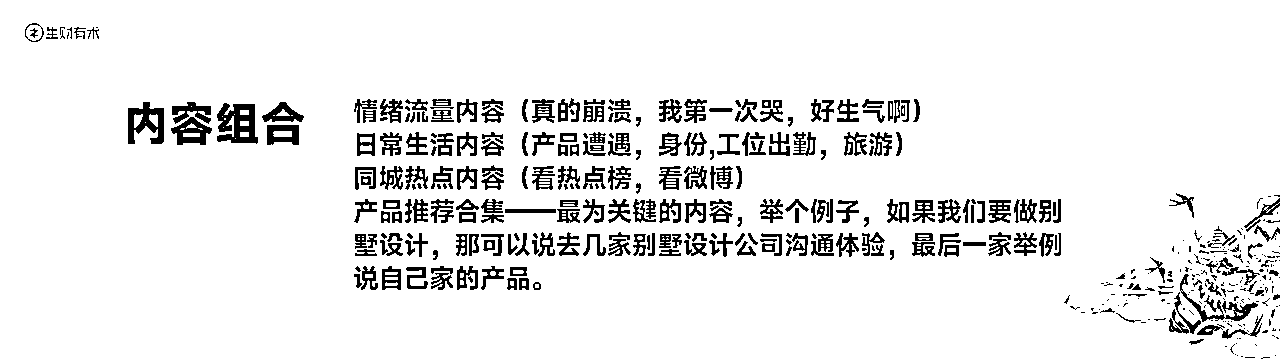 生财有术
内容组合
情绪流量内容（真的崩溃，我第一次哭，好生气啊）
日常生活内容（产品遭遇，身份,工位出勤，旅游）
同城热点内容（看热点榜，看微博）
产品推荐合集——最为关键的内容，举个例子，如果我们要做别
墅设计，那可以说去几家别墅设计公司沟通体验，最后一家举例
说自己家的产品。